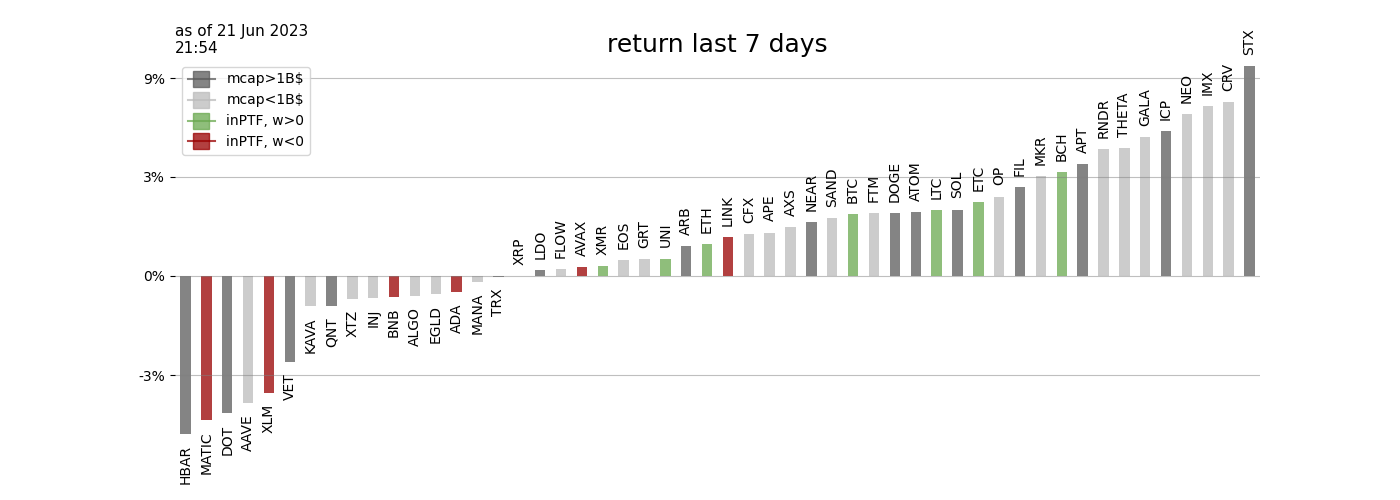 as of 21 Jun 2023
21:54
return last 7 days
mcap>1B$
mcap<1B$
inPTF, w>0
inPTF, w<0
9%
3%
0%
-3%
HBAR
MATIC
DOT
AAVE
XLM
VET
KAVA
QNT
XTZ
INJ
BNB
ALGO
EGLD
ADA
MANA
TRX
XRP
LDO
FLOW
AVAX
XMR
EOS
GRT
UNI
ARB
ETH
LINK
CFX
APE
AXS
NEAR
SAND
BTC
FTM
DOGE
ATOM
LTC
SOL
ETC
OP
FIL
MKR
BCH
APT
RNDR
THETA
GALA
ICP
NEO
IMX
CRV
STX